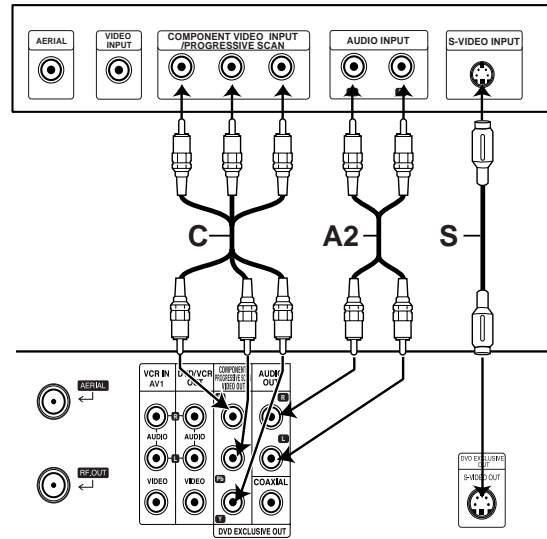 AERIAL
VIDEO
INPUT
COMPONENT VIDEO INPUT
/PROGRESSIVE SCAN
AUDIO INPUT
S-VIDEO INPUT
C
A2
S
AERIAL
RF.OUT
VCR IN
AV1
DVD/VCR
OUT
COMPONENT
PROGRESSIVE SCAN
VIDEO OUT
AUDIO
OUT
R
R
AUDIO
AUDIO
L
L
Pb
VIDEO
VIDEO
COAXIAL
Y
DVD EXCLUSIVE OUT
DVD EXCLUSIVE
OUT
S-VIDEO OUT